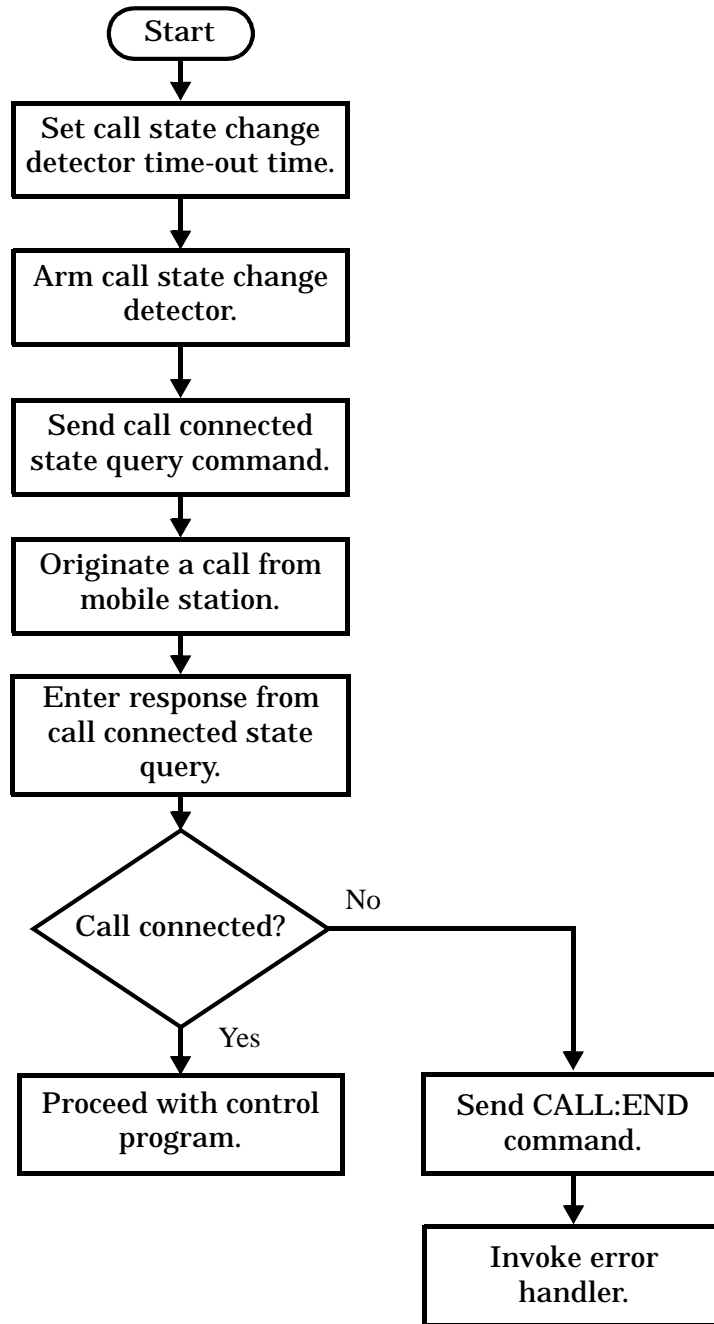 Start
Set call state change
detector time-out time.
Arm call state change
detector.
Send call connected
state query command.
Originate a call from
mobile station.
Enter response from
call connected state
query.
Call connected?
No
Yes
Proceed with control
program.
Send CALL:END
command.
Invoke error
handler.